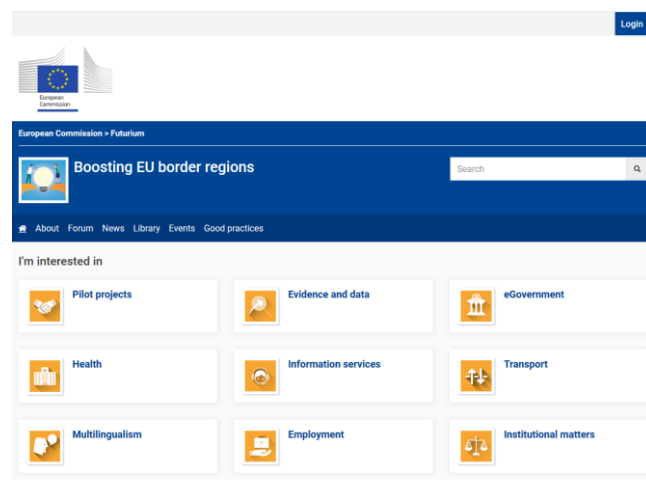 Login
European
Commission
European Commission > Futurium
Boosting EU border regions
Search
About Forum News Library Events Good practices
I'm interested in
Pilot projects
Evidence and data
eGovernment
Health
Information services
Transport
Multilingualism
Employment
Institutional matters